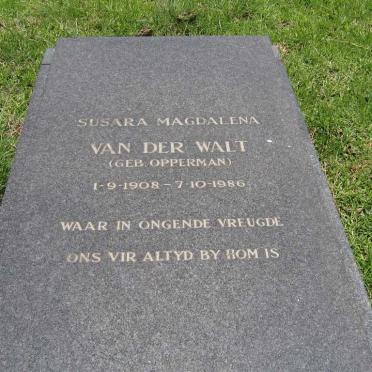 SUSARA MAGDALENA
VAN DER WALT
(GEB. OPPERMAN)
1-9-1908 - 7-10-1986
WAAR IN ONGENDE VREUGDE
ONS VIR ALTYD BY HOM IS